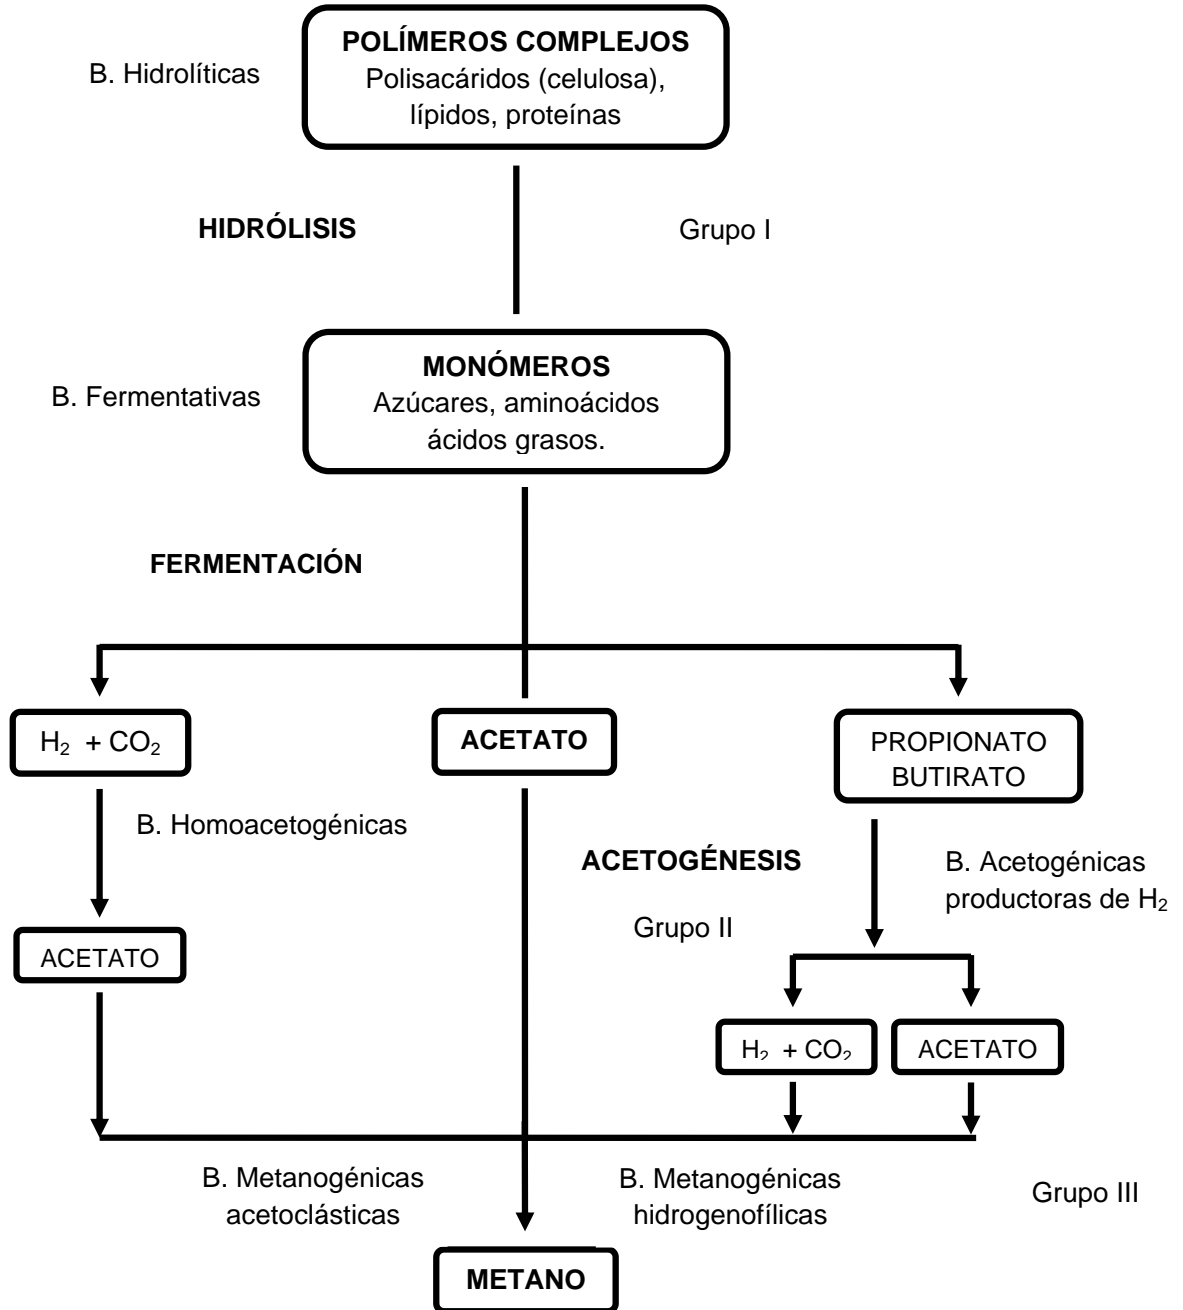 POLÍMEROS COMPLEJOS
B. Hidrolíticas
Polisacáridos (celulosa),
lípidos, proteínas
HIDRÓLISIS
Grupo I
MONÓMEROS
B. Fermentativas
Azúcares, aminoácidos
ácidos grasos.
FERMENTACIÓN
H₂ + CO₂
ACETATO
PROPIONATO
BUTIRATO
B. Homoacetogénicas
ACETOGÉNESIS
B. Acetogénicas
productoras de H₂
Grupo II
ACETATO
H₂ + CO₂
ACETATO
B. Metanogénicas
acetoclásticas
B. Metanogénicas
hidrogenofílicas
Grupo III
METANO